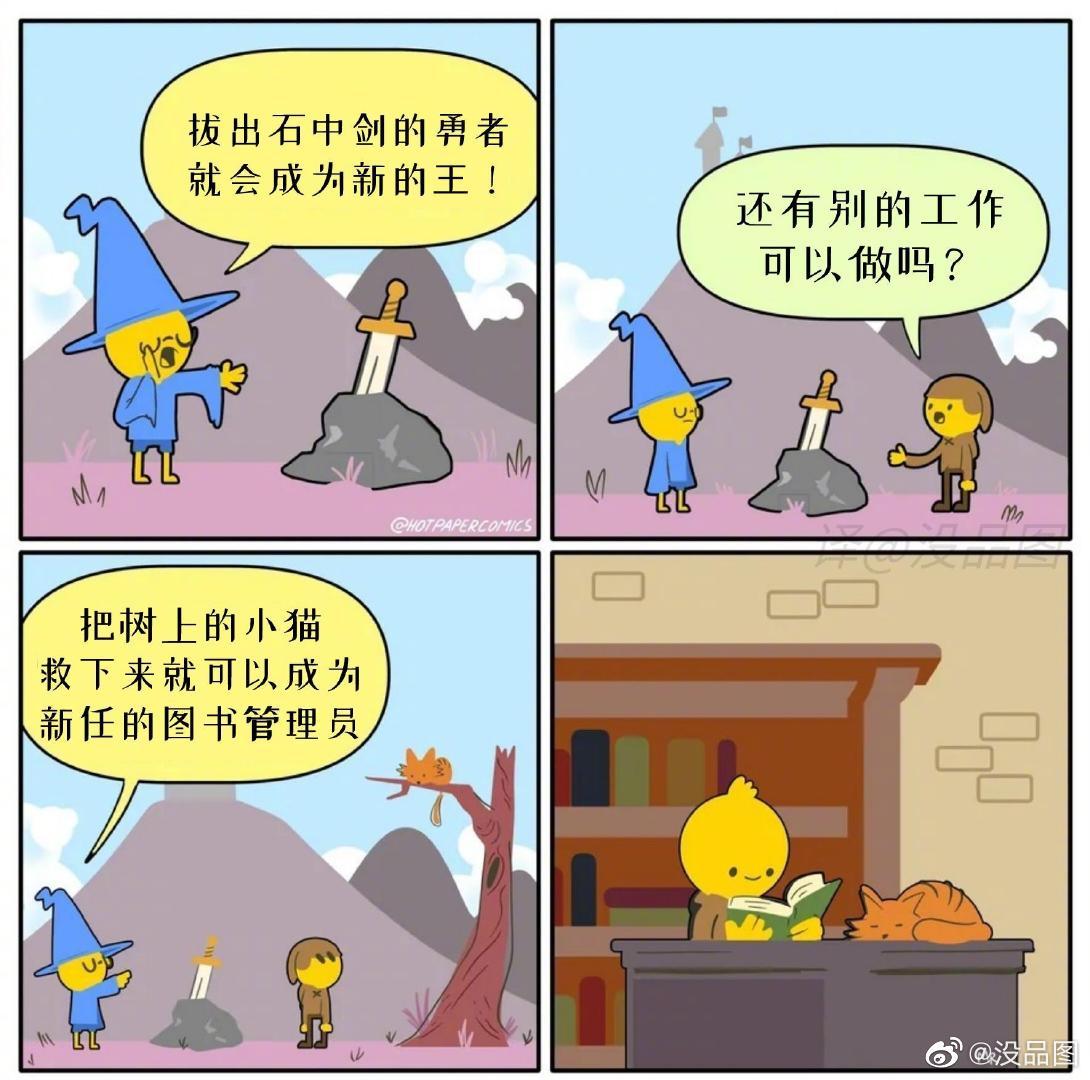 拔出石中剑的勇者
就会成为新的王！
@HOTPAPERCOMICS
还有别的工作
可以做吗？
译@没品图
把树上的小猫
救下来就可以成为
新任的图书管理员
@没品图